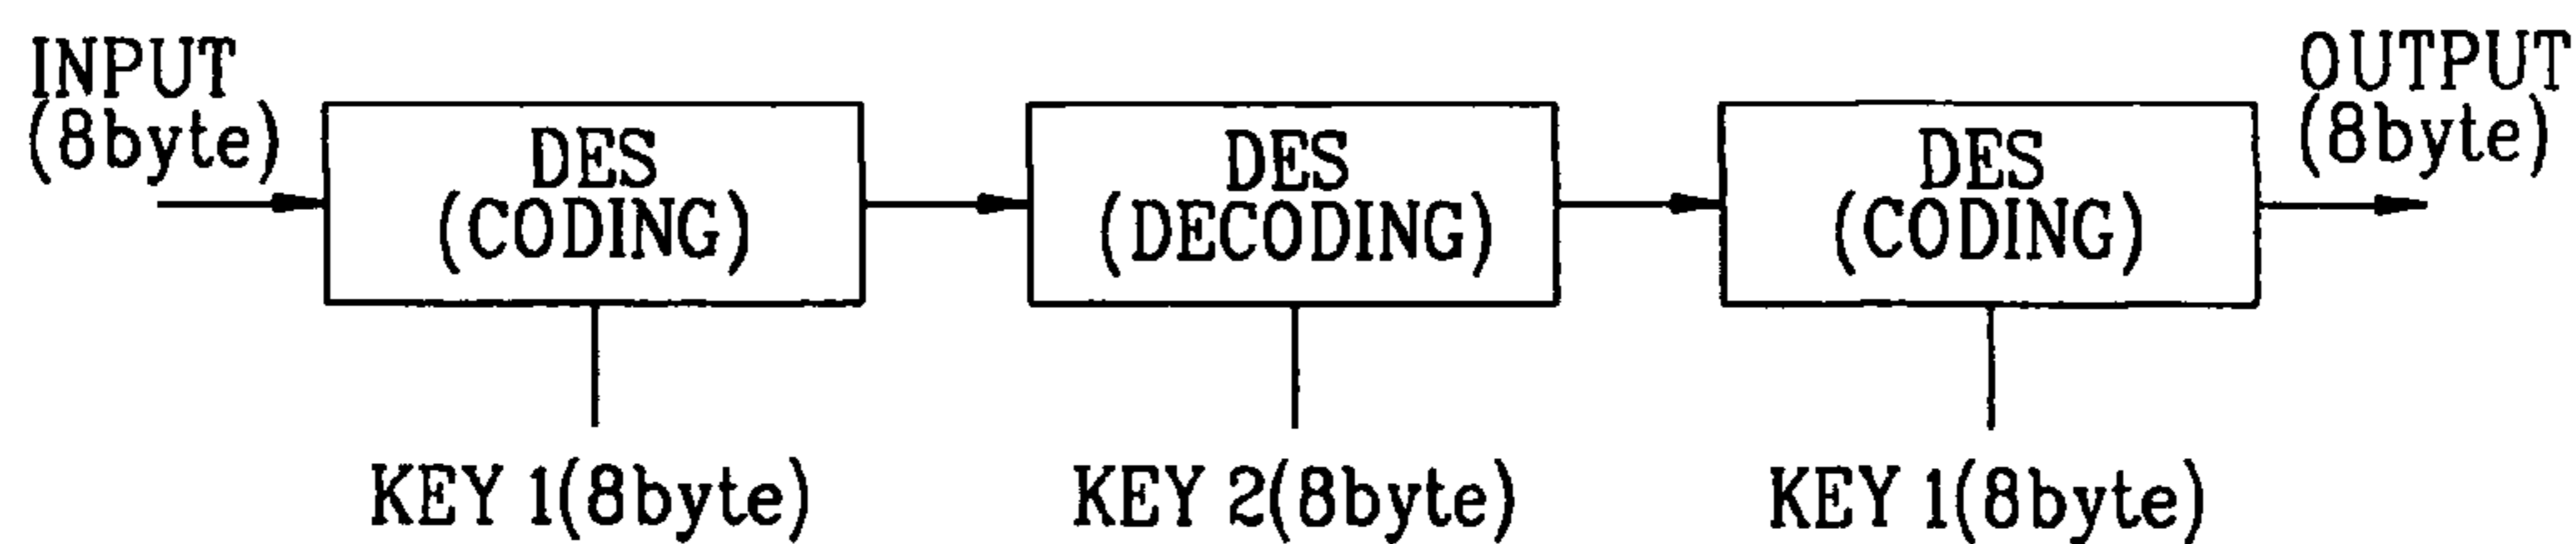 INPUT
(8byte)
DES
(CODING)
KEY 1(8byte)
DES
(DECODING)
KEY 2(8byte)
DES
(CODING)
KEY 1(8byte)
OUTPUT
(8byte)